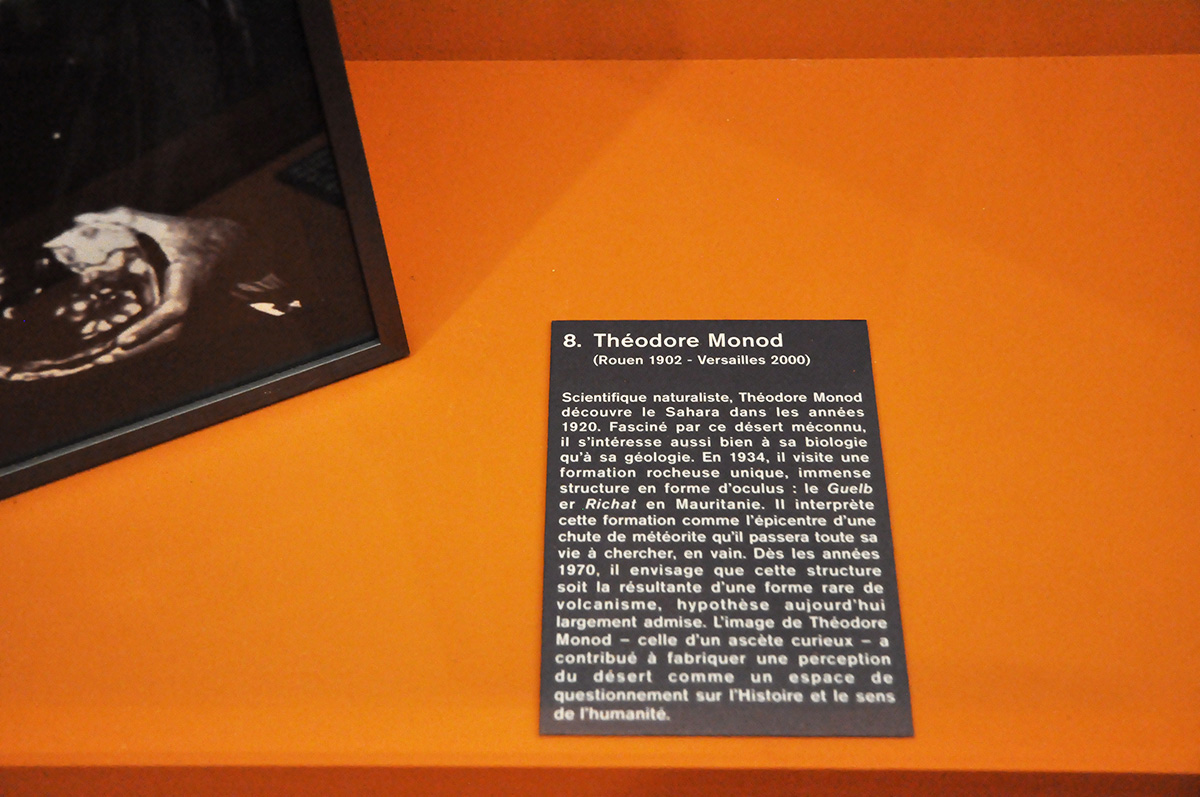 8. Théodore Monod
(Rouen 1902 - Versailles 2000)
Scientifique naturaliste, Théodore Monod
découvre le Sahara dans les années
1920. Fasciné par ce désert méconnu,
il s'intéresse aussi bien à sa biologie
qu'à sa géologie. En 1934, il visite une
formation rocheuse unique, immense
structure en forme d'oculus : le Guelb
er Richat en Mauritanie. Il interprète
cette formation comme l'épicentre d'une
chute de météorite qu'il passera toute sa
vie à chercher, en vain. Dès les années
1970, il envisage que cette structure
soit la résultante d'une forme rare de
volcanisme, hypothèse aujourd'hui
largement admise. L'image de Théodore
Monod – celle d'un ascète curieux – a
contribué à fabriquer une perception
du désert comme un espace de
questionnement sur l'Histoire et le sens
de l'humanité.